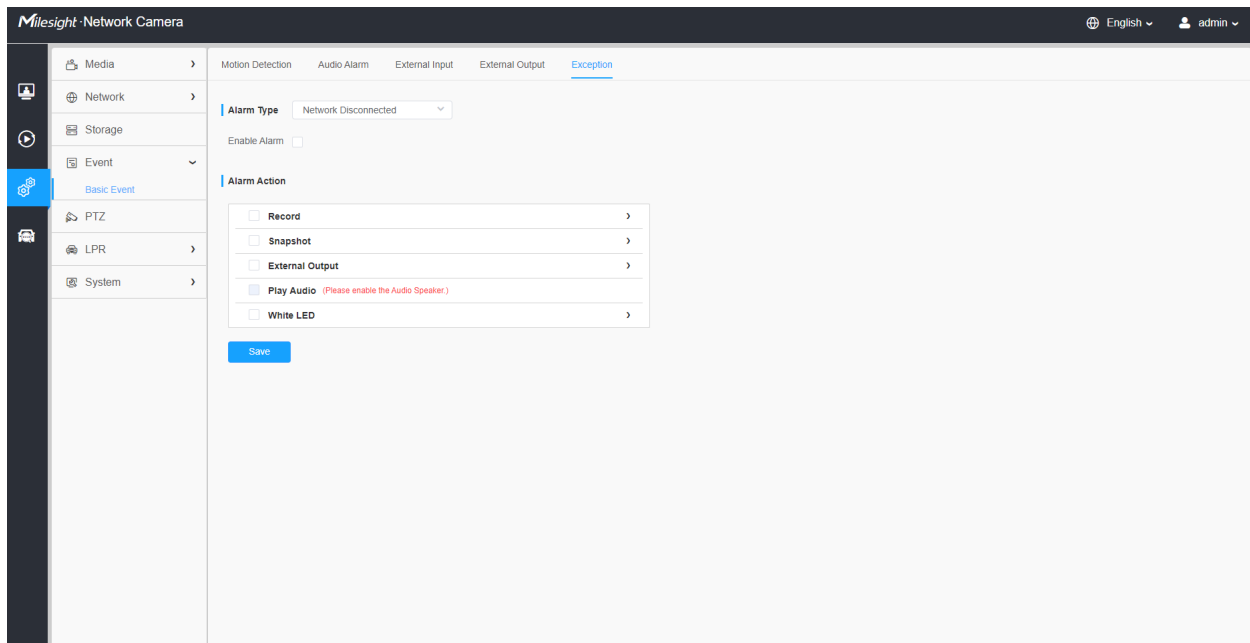 Milesight·Network Camera
English
admin
Media
Network
Storage
Event
Basic Event
PTZ
LPR
System
Motion Detection Audio Alarm External Input External Output Exception
Alarm Type Network Disconnected
Enable Alarm
Alarm Action
Record
Snapshot
External Output
Play Audio (Please enable the Audio Speaker.)
White LED
Save